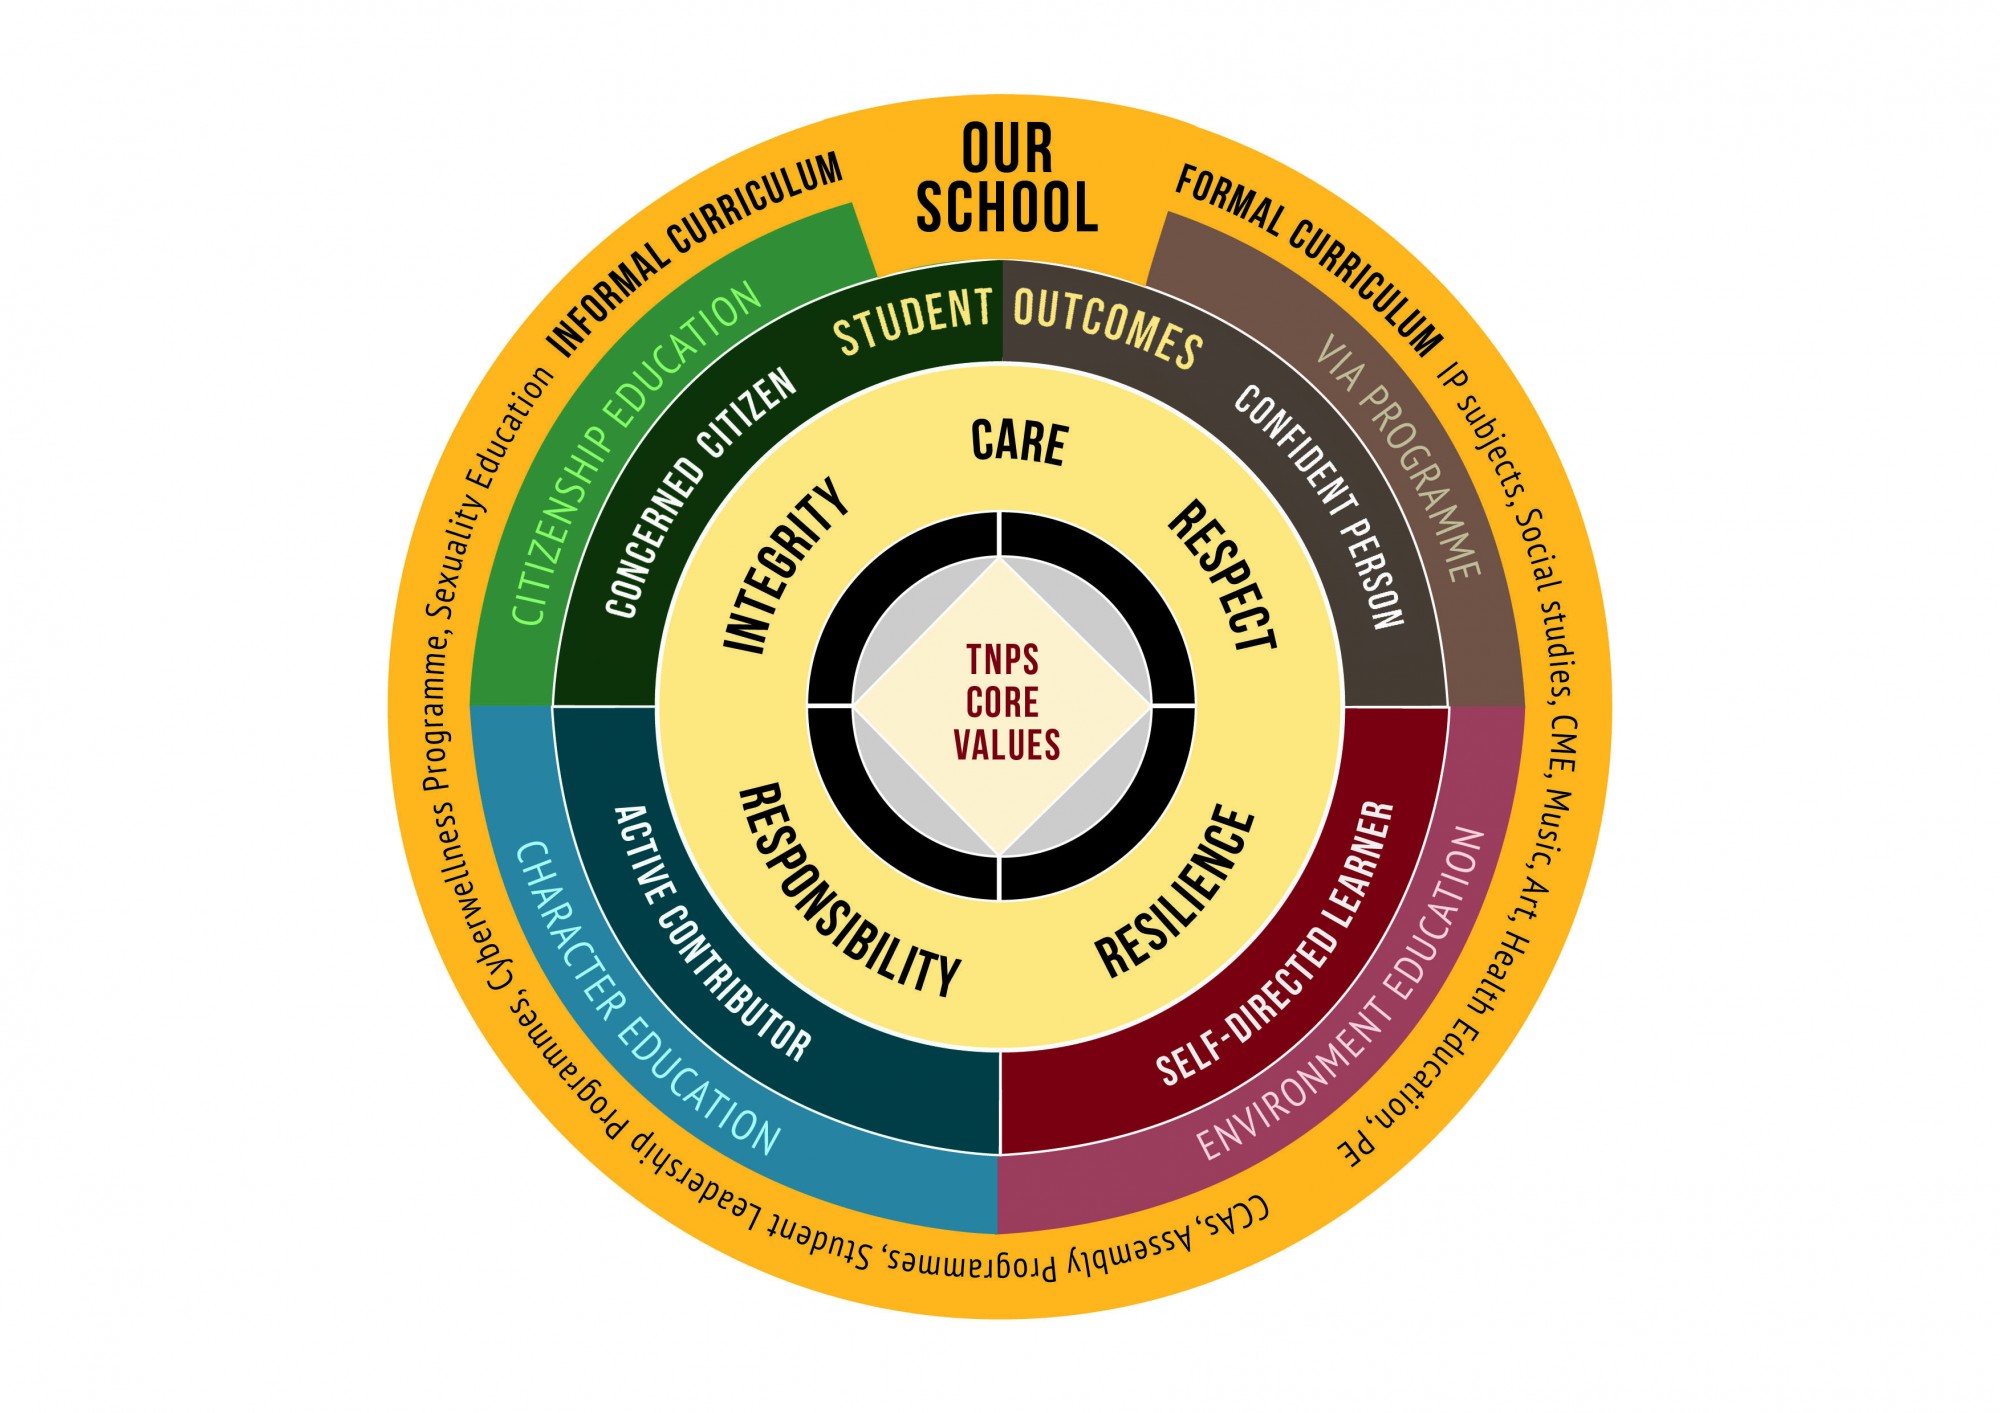 OUR
SCHOOL
INFORMAL CURRICULUM
CCAs, Assembly Programmes, Student Leadership Programmes, Cyberwellness Programme, Sexuality Education
FORMAL CURRICULUM
IP subjects, Social studies, CME, Music, Art, Health Education, PE
CITIZENSHIP EDUCATION
VIA PROGRAMME
CHARACTER EDUCATION
ENVIRONMENT EDUCATION
STUDENT OUTCOMES
CONCERNED CITIZEN
CONFIDENT PERSON
ACTIVE CONTRIBUTOR
SELF-DIRECTED LEARNER
CARE
INTEGRITY
RESPECT
RESPONSIBILITY
RESILIENCE
TNPS
CORE
VALUES